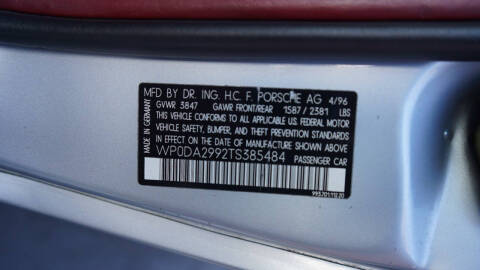 MFD BY DR. ING. H.C. F. PORSCHE AG 4/96
GVWR 3847 GAWR FRONT/REAR 1587 / 2381 LBS
THIS VEHICLE CONFORMS TO ALL APPLICABLE FEDERAL MOTOR
VEHICLE SAFETY, BUMPER, AND THEFT PREVENTION STANDARDS
IN EFFECT ON THE DATE OF MANUFACTURE SHOWN ABOVE.
WP0DA2992TS385484 PASSENGER CAR
MADE IN GERMANY